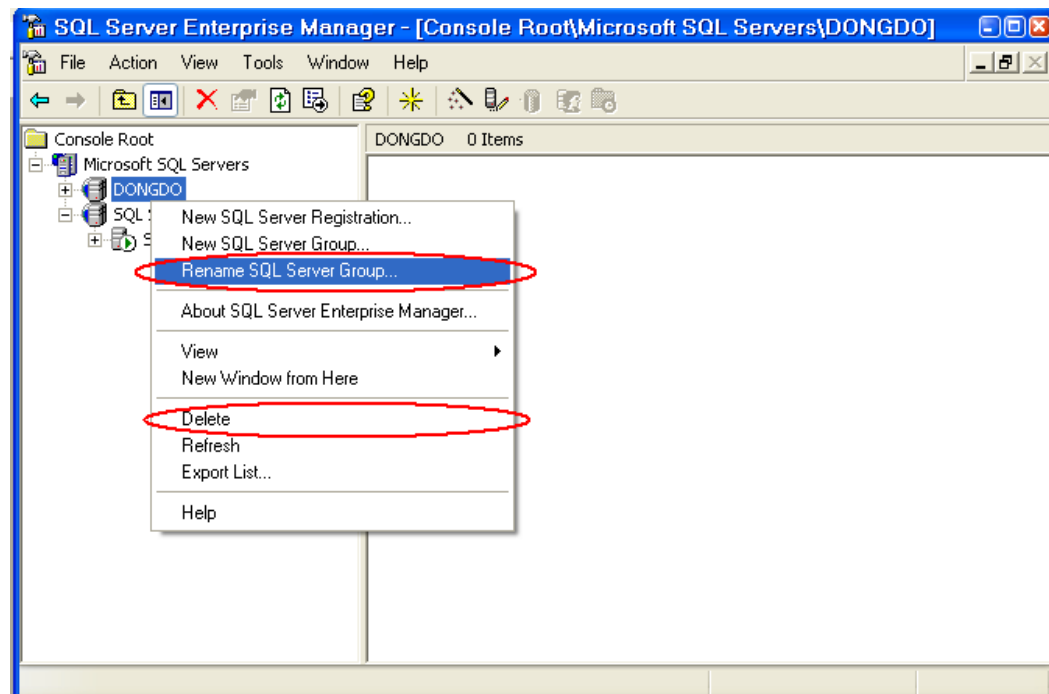 SQL Server Enterprise Manager - [Console Root\Microsoft SQL Servers\DONGDO]
File Action View Tools Window Help
Console Root
DONGDO 0 Items
Microsoft SQL Servers
DONGDO
SQL
New SQL Server Registration...
New SQL Server Group...
Rename SQL Server Group...
About SQL Server Enterprise Manager...
View
New Window from Here
Delete
Refresh
Export List...
Help